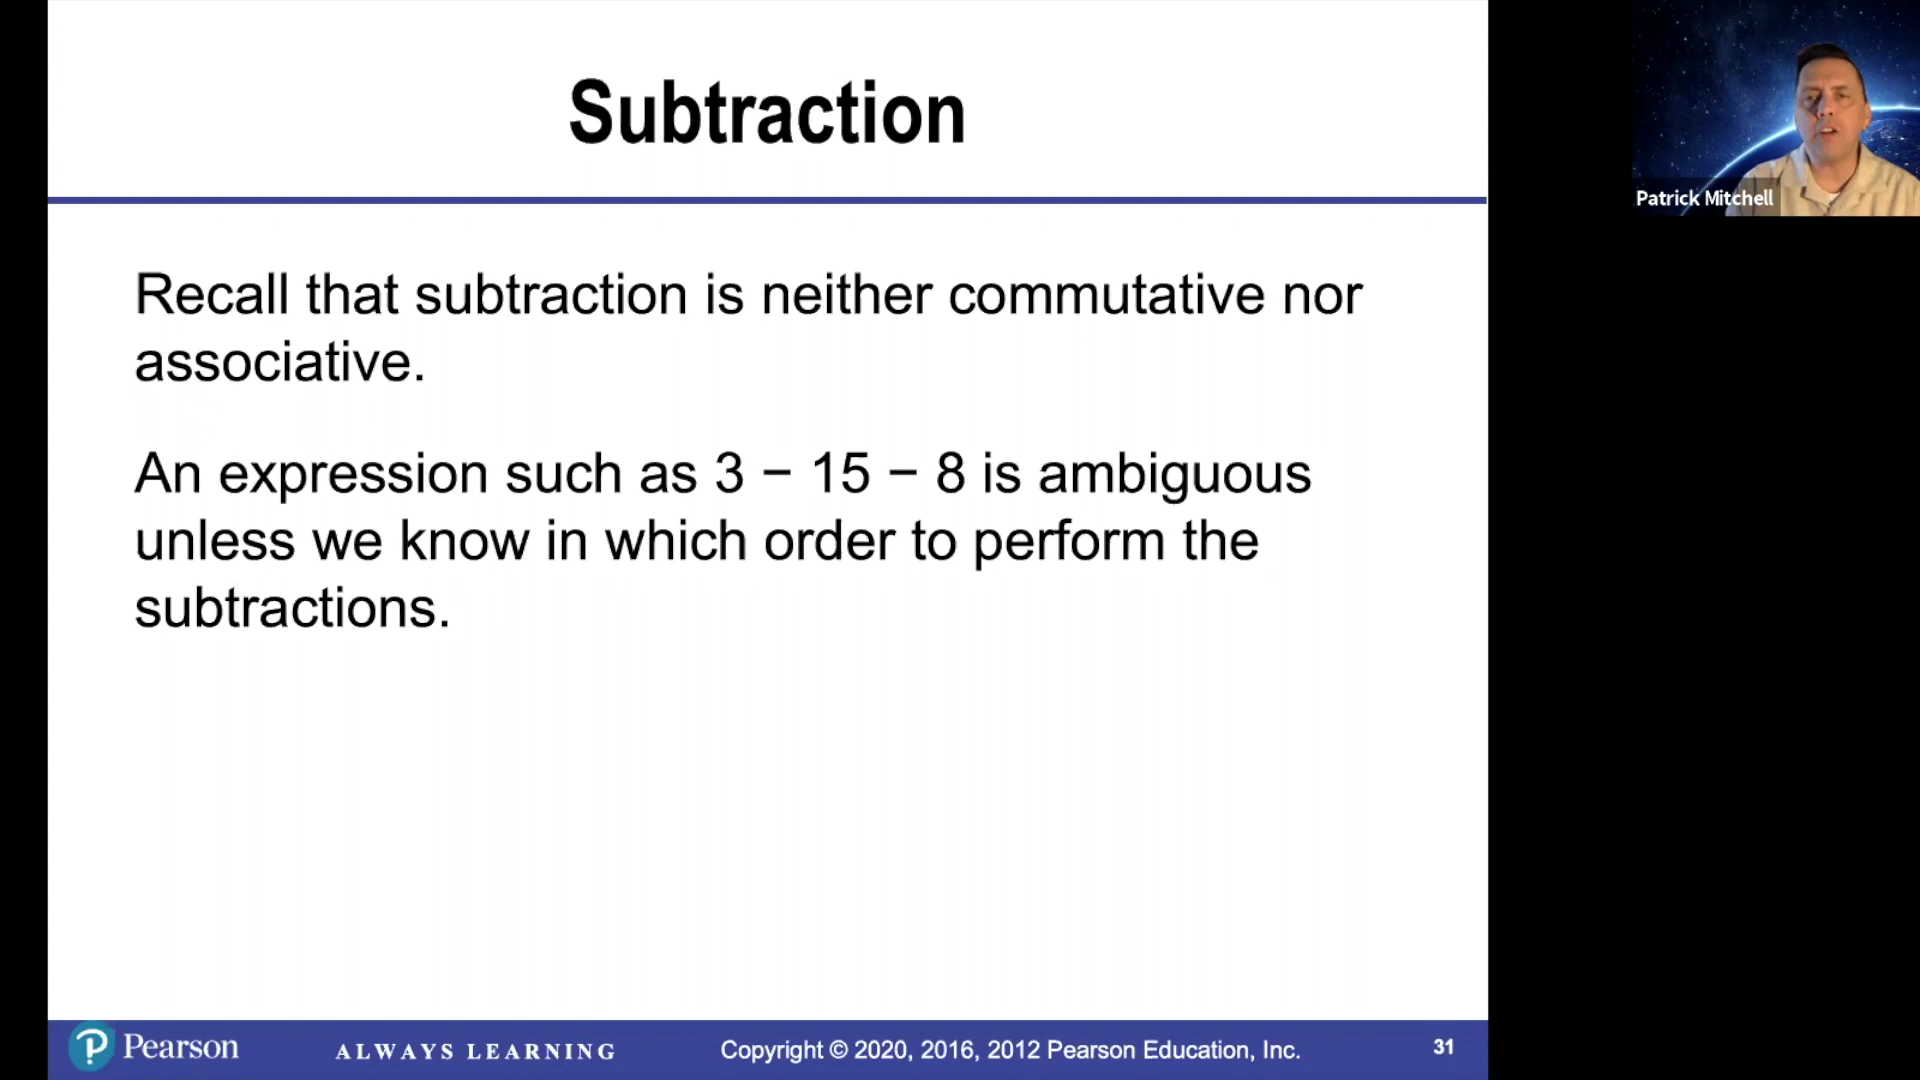 Subtraction
Patrick Mitchell
Recall that subtraction is neither commutative nor
associative.
An expression such as 3 − 15 − 8 is ambiguous
unless we know in which order to perform the
subtractions.
Pearson
ALWAYS LEARNING
Copyright © 2020, 2016, 2012 Pearson Education, Inc.
31